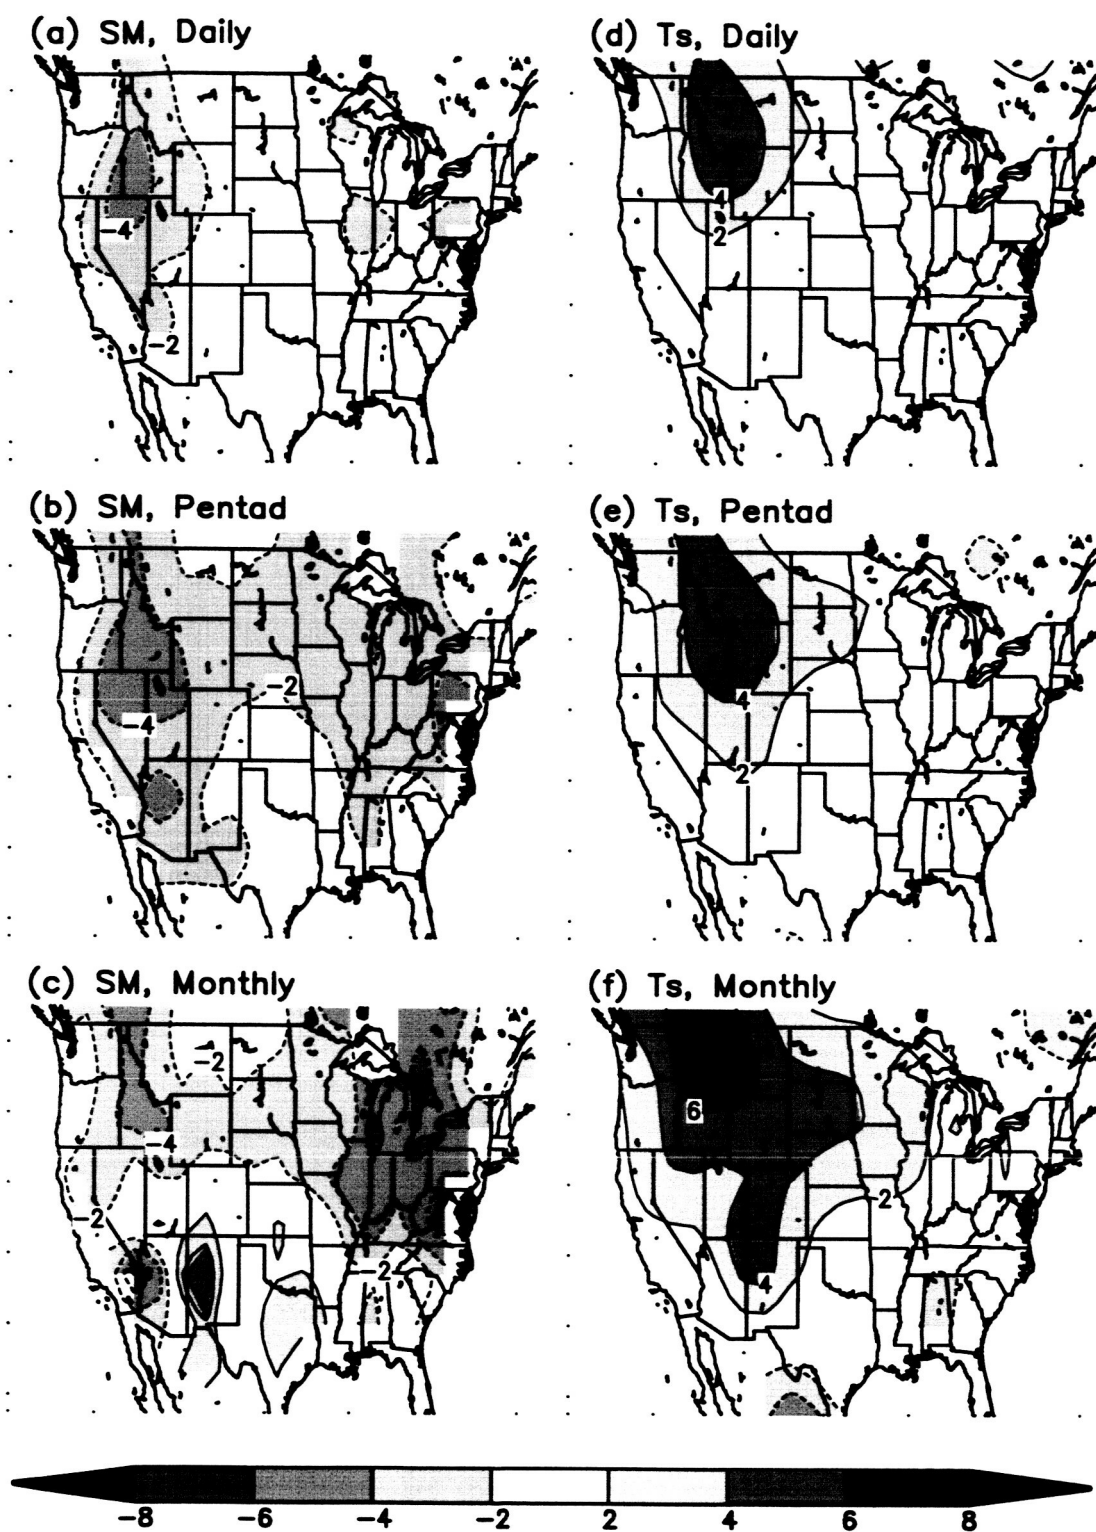 (a) SM, Daily
(d) Ts, Daily
-4
-2
4
2
(b) SM, Pentad
(e) Ts, Pentad
-2
-4
4
2
(c) SM, Monthly
(f) Ts, Monthly
-2
6
-4
-2
2
-2
4
-8 -6 -4 -2 2 4 6 8